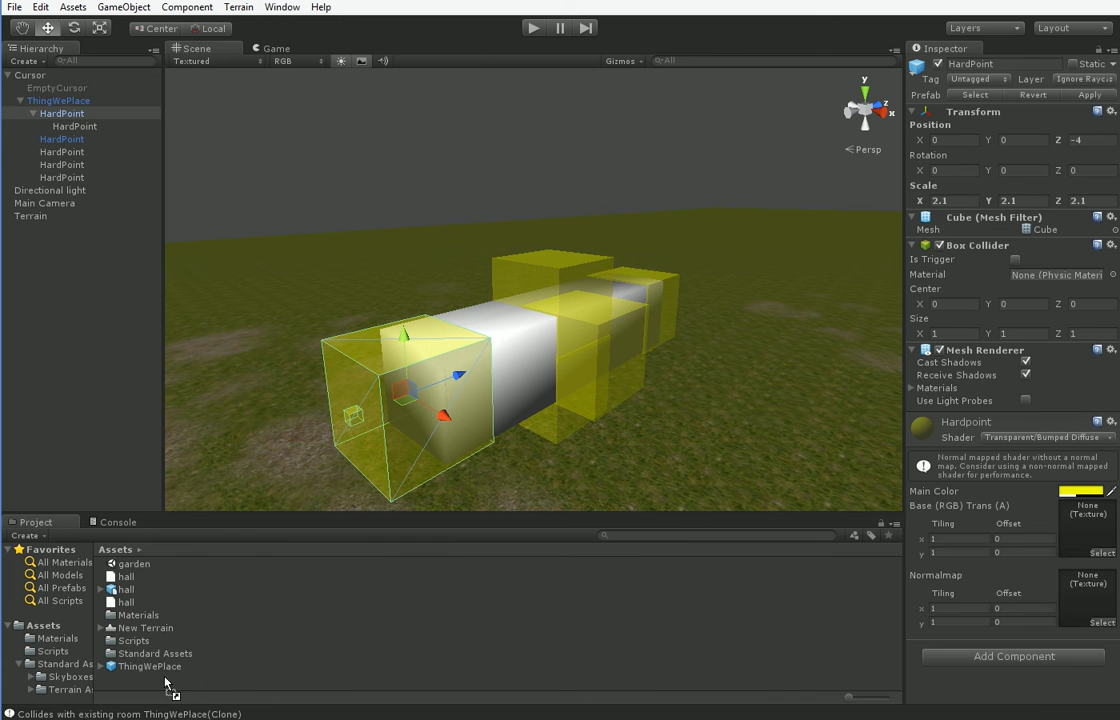 File Edit Assets GameObject Component Terrain Window Help
Center Local Layers Layout
Hierarchy
Create All
Cursor
EmptyCursor
ThingWePlace
HardPoint
HardPoint
HardPoint
HardPoint
HardPoint
HardPoint
Directional light
Main Camera
Terrain
Scene Game
Textured RGB Gizmos All
y
z
x
Persp
Inspector
HardPoint Static
Tag Untagged Layer Ignore Rayc
Prefab Select Revert Apply
Transform
Position
X 0 Y 0 Z -4
Rotation
X 0 Y 0 Z 0
Scale
X 2.1 Y 2.1 Z 2.1
Cube (Mesh Filter)
Mesh Cube
Box Collider
Is Trigger
Material None (Physic Materi
Center
X 0 Y 0 Z 0
Size
X 1 Y 1 Z 1
Mesh Renderer
Cast Shadows
Receive Shadows
Materials
Use Light Probes
Hardpoint
Shader Transparent/Bumped Diffuse
Normal mapped shader without a normal
map. Consider using a non-normal mapped
shader for performance.
Main Color
Base (RGB) Trans (A)
None
(Texture)
Tiling Offset
x 1 0
y 1 0
Select
Normalmap
None
(Texture)
Tiling Offset
x 1 0
y 1 0
Select
Add Component
Project Console
Create
Favorites
All Materials
All Models
All Prefabs
All Scripts
Assets
Materials
Scripts
Standard As
Skyboxes
Terrain A
Assets
garden
hall
hall
hall
Materials
New Terrain
Scripts
Standard Assets
ThingWePlace
Collides with existing room ThingWePlace(Clone)